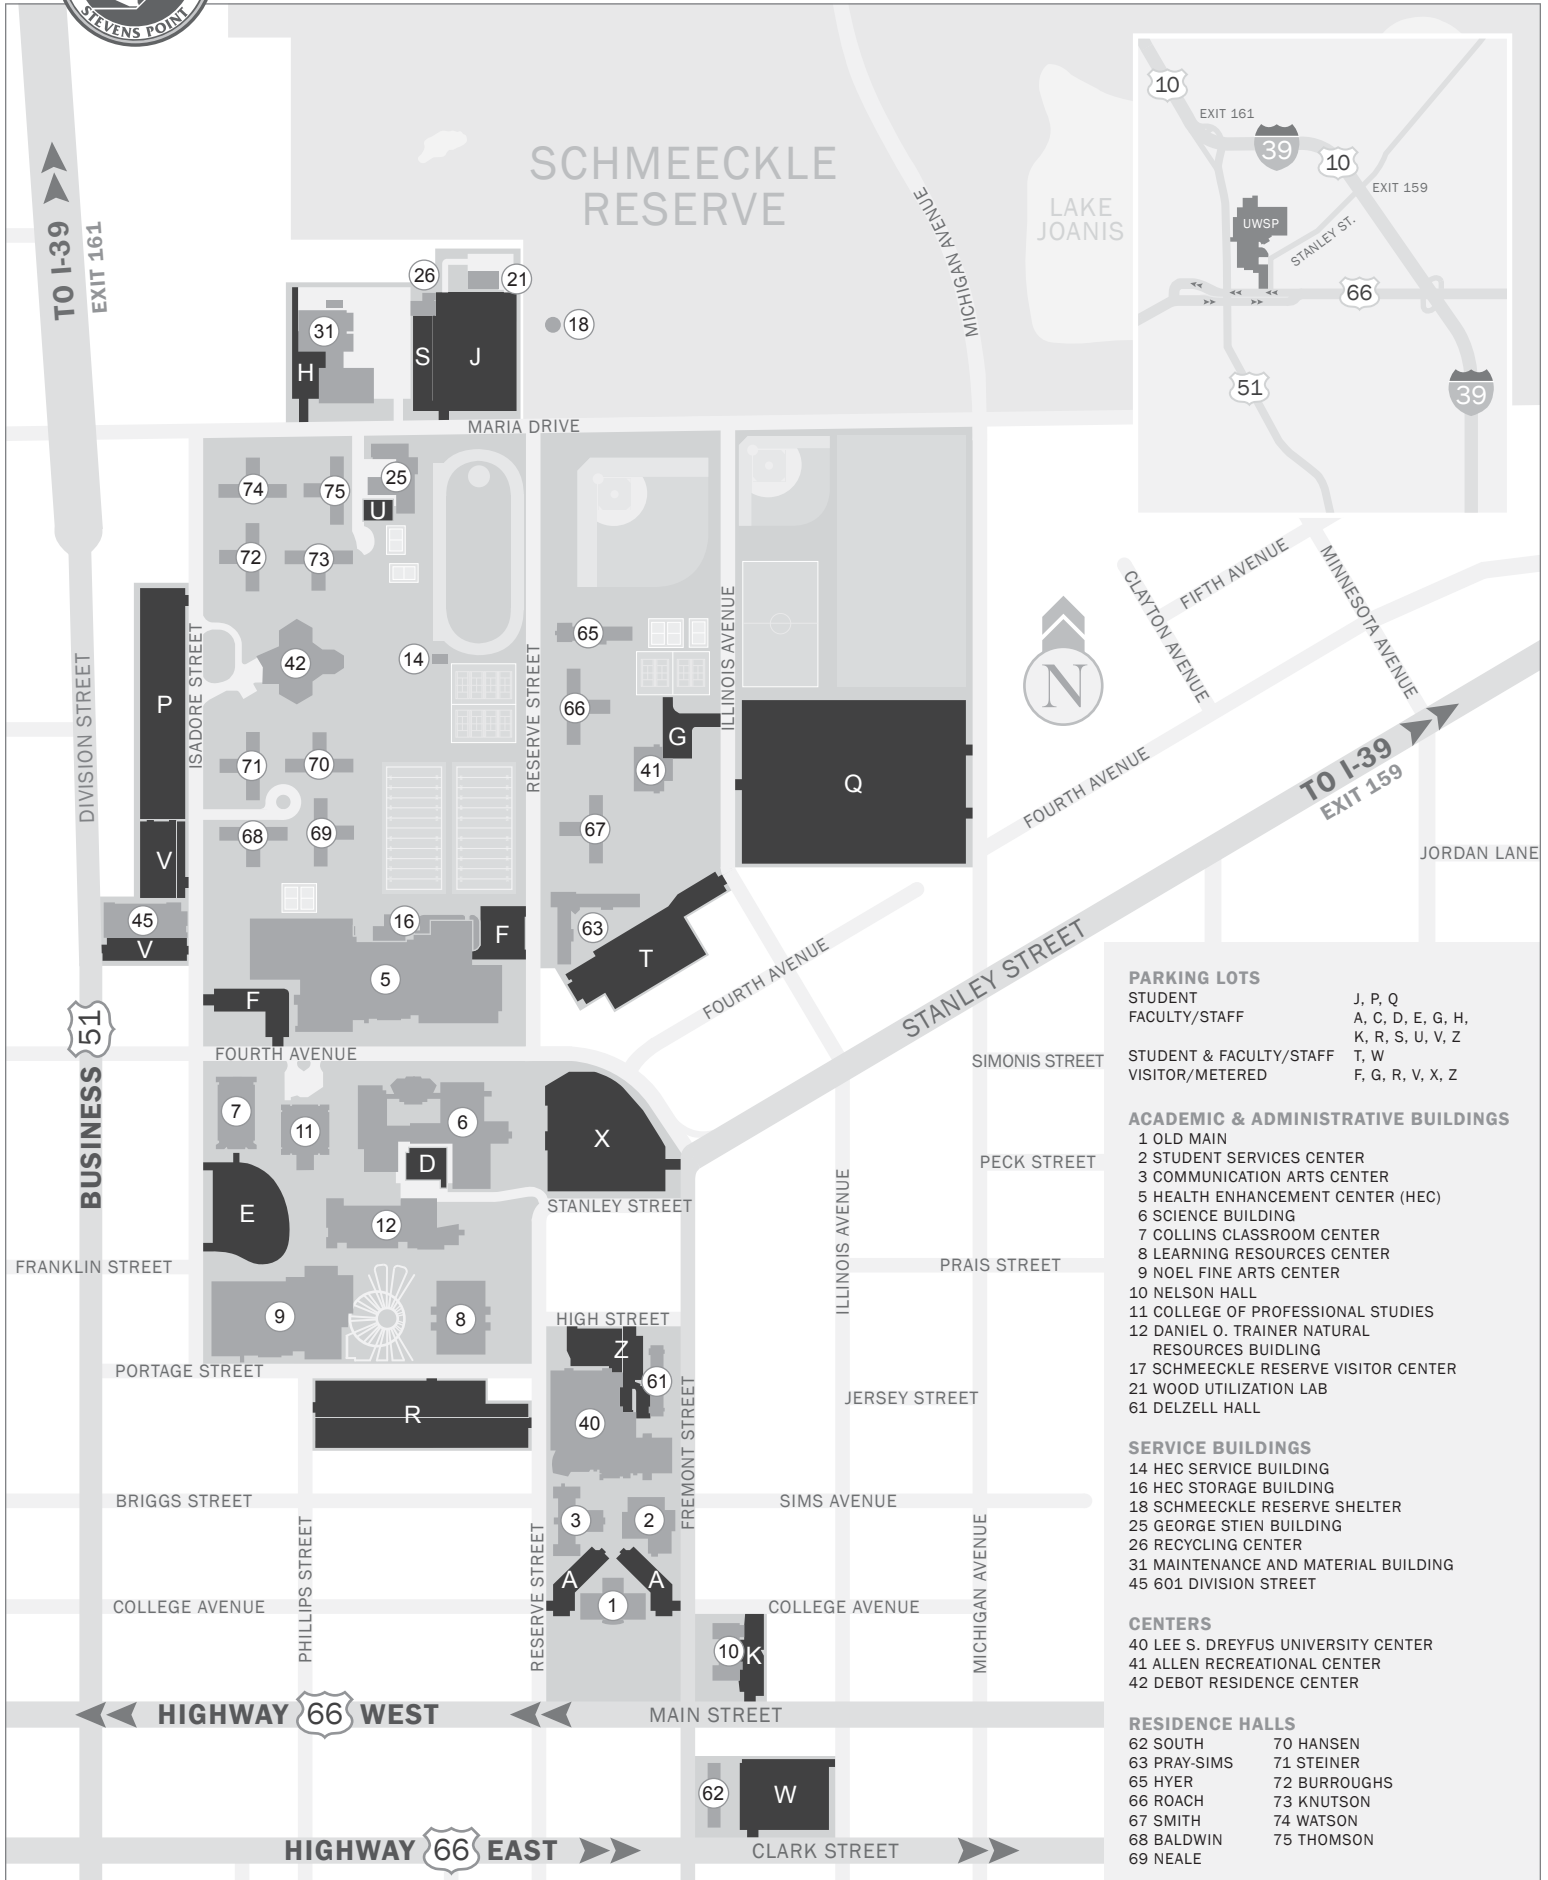 STEVENS POINT
TO I-39
EXIT 161
SCHMEECKLE
RESERVE
MICHIGAN AVENUE
LAKE
JOANIS
10
EXIT 161
39
10
EXIT 159
UWSP
STANLEY ST.
66
51
39
26
21
18
31
H
S
J
MARIA DRIVE
74
75
25
U
72
73
65
14
42
66
G
41
71
70
68
69
67
P
V
45
V
Q
DIVISION STREET
ISADORE STREET
RESERVE STREET
ILLINOIS AVENUE
N
CLAYTON AVENUE
FIFTH AVENUE
MINNESOTA AVENUE
FOURTH AVENUE
TO I-39
EXIT 159
JORDAN LANE
16
F
63
T
5
F
FOURTH AVENUE
STANLEY STREET
51
BUSINESS
FOURTH AVENUE
SIMONIS STREET
7
11
6
D
X
E
12
PECK STREET
STANLEY STREET
ILLINOIS AVENUE
FRANKLIN STREET
PRAIS STREET
9
8
HIGH STREET
Z
61
PORTAGE STREET
R
40
FREMONT STREET
JERSEY STREET
BRIGGS STREET
SIMS AVENUE
3
2
PHILLIPS STREET
RESERVE STREET
MICHIGAN AVENUE
A
A
1
COLLEGE AVENUE
COLLEGE AVENUE
10
K
HIGHWAY 66 WEST
MAIN STREET
62
W
HIGHWAY 66 EAST
CLARK STREET
PARKING LOTS
STUDENT J, P, Q
FACULTY/STAFF A, C, D, E, G, H,
K, R, S, U, V, Z
STUDENT & FACULTY/STAFF T, W
VISITOR/METERED F, G, R, V, X, Z
ACADEMIC & ADMINISTRATIVE BUILDINGS
1 OLD MAIN
2 STUDENT SERVICES CENTER
3 COMMUNICATION ARTS CENTER
5 HEALTH ENHANCEMENT CENTER (HEC)
6 SCIENCE BUILDING
7 COLLINS CLASSROOM CENTER
8 LEARNING RESOURCES CENTER
9 NOEL FINE ARTS CENTER
10 NELSON HALL
11 COLLEGE OF PROFESSIONAL STUDIES
12 DANIEL O. TRAINER NATURAL
RESOURCES BUIDLING
17 SCHMEECKLE RESERVE VISITOR CENTER
21 WOOD UTILIZATION LAB
61 DELZELL HALL
SERVICE BUILDINGS
14 HEC SERVICE BUILDING
16 HEC STORAGE BUILDING
18 SCHMEECKLE RESERVE SHELTER
25 GEORGE STIEN BUILDING
26 RECYCLING CENTER
31 MAINTENANCE AND MATERIAL BUILDING
45 601 DIVISION STREET
CENTERS
40 LEE S. DREYFUS UNIVERSITY CENTER
41 ALLEN RECREATIONAL CENTER
42 DEBOT RESIDENCE CENTER
RESIDENCE HALLS
62 SOUTH 70 HANSEN
63 PRAY-SIMS 71 STEINER
65 HYER 72 BURROUGHS
66 ROACH 73 KNUTSON
67 SMITH 74 WATSON
68 BALDWIN 75 THOMSON
69 NEALE